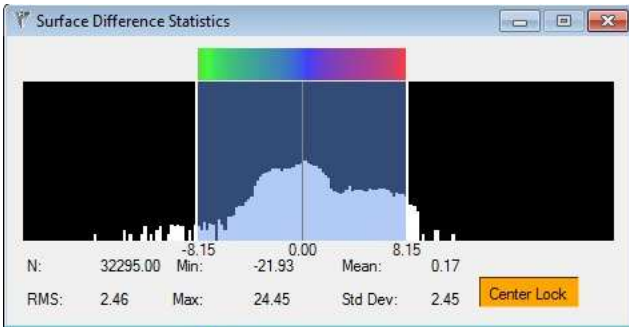 Surface Difference Statistics
-8.15 0.00 8.15
N: 32295.00 Min: -21.93 Mean: 0.17
RMS: 2.46 Max: 24.45 Std Dev: 2.45 Center Lock